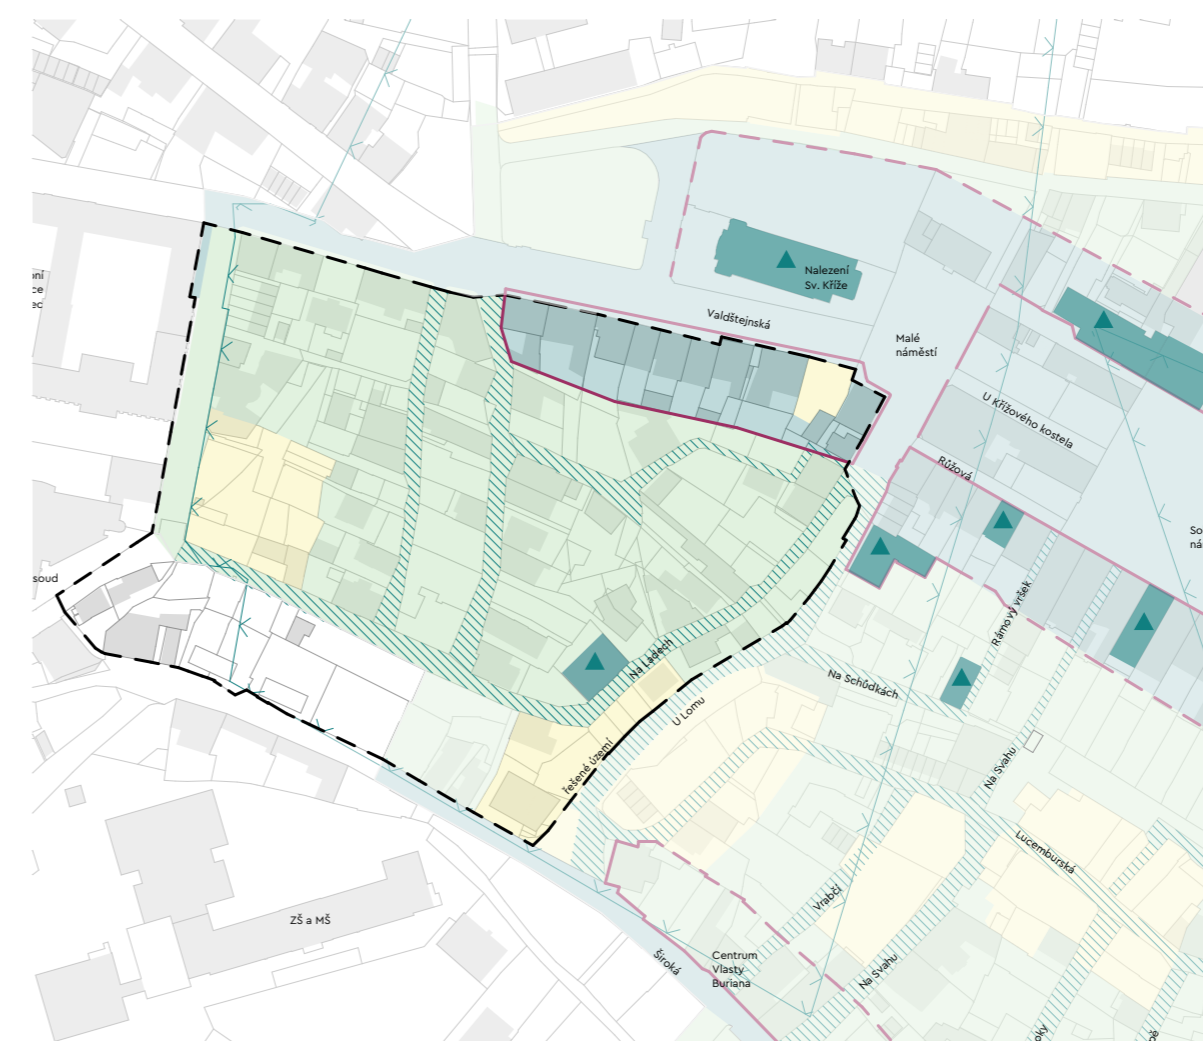 Nalezení
Sv. Kříže
Valdštejnská
Malé
náměstí
U Křížového kostela
Růžová
soud
Rámový vršek
Na Ladech
Na Schůdkách
U Lomu
řešené území
Na Svahu
Lucemburská
ZŠ a MŠ
Vrabčí
Široká
Centrum
Vlasty
Buriana
Na Svahu